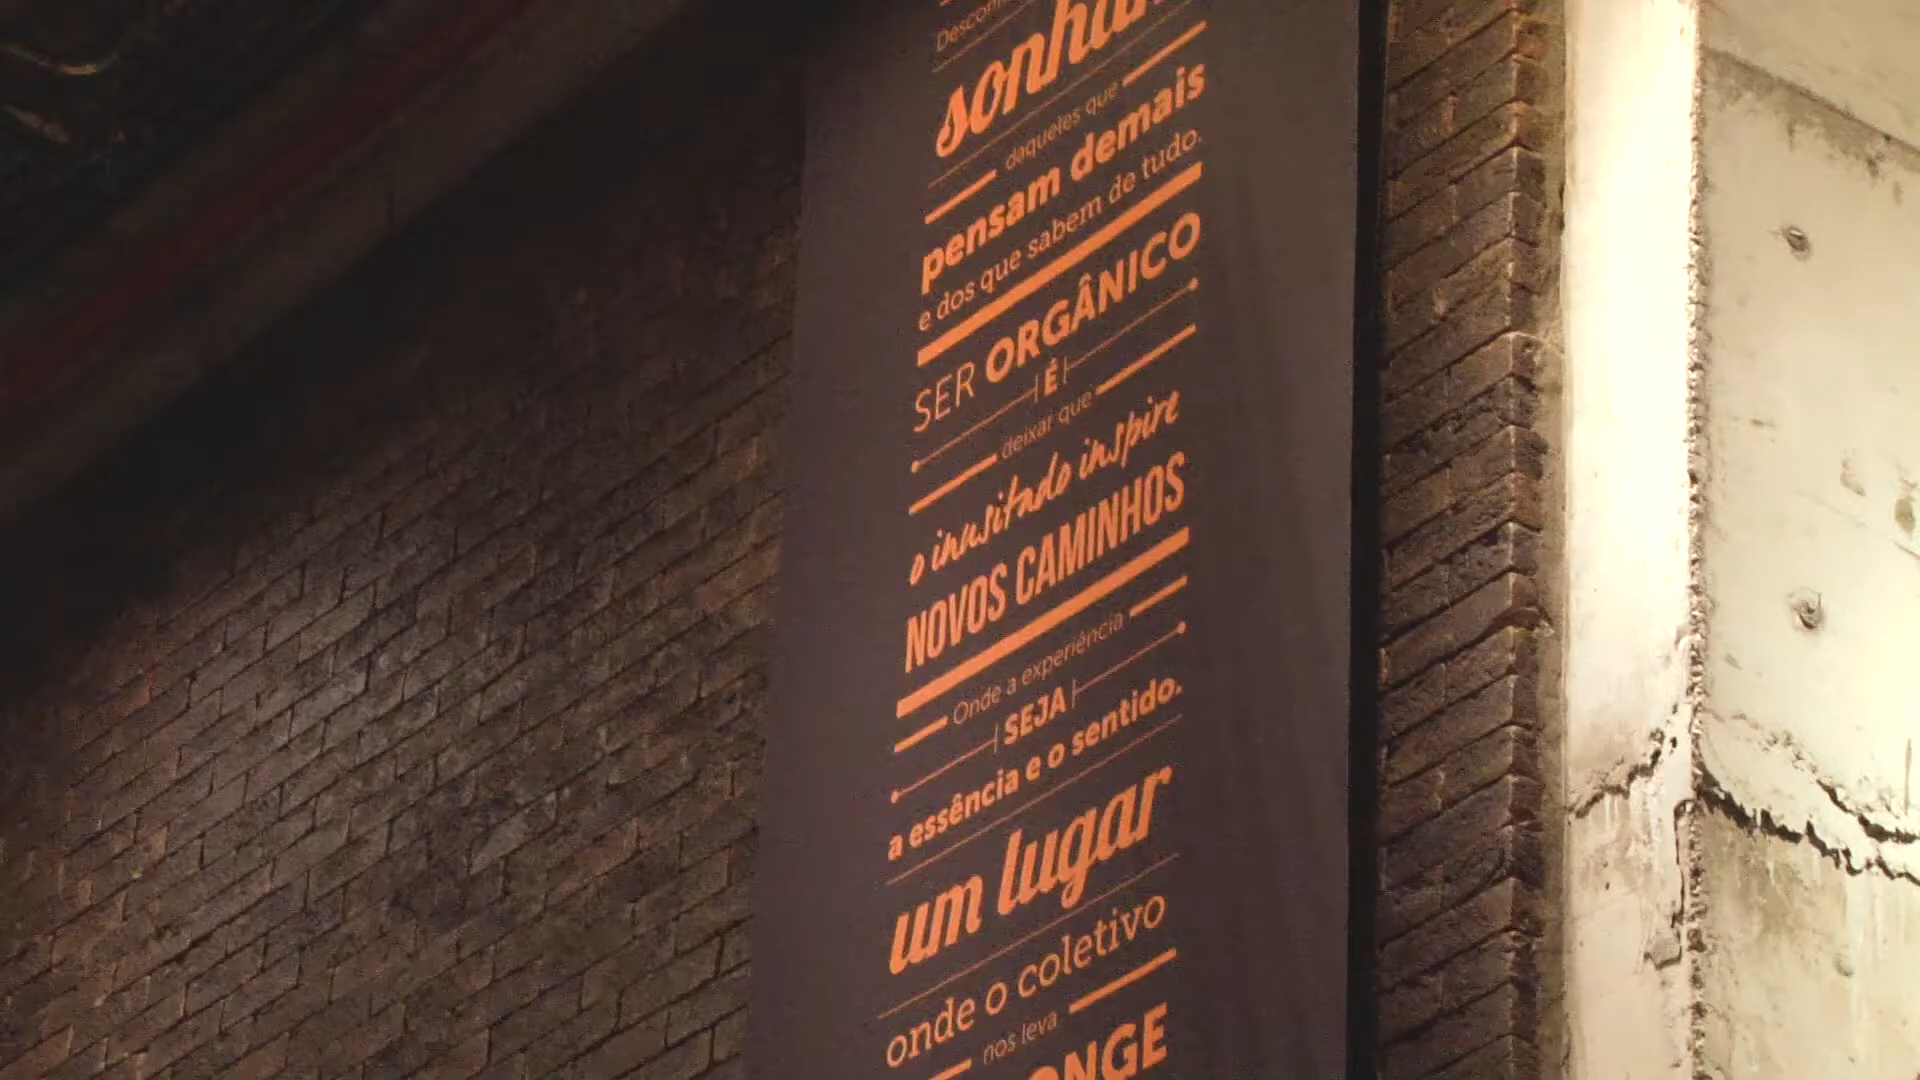 sonhar
daqueles que
pensam demais
e dos que sabem de tudo.
SER ORGÂNICO
É
deixar que
o inusitado inspire
NOVOS CAMINHOS
Onde a experiência
SEJA
a essência e o sentido.
um lugar
onde o coletivo
nos leva